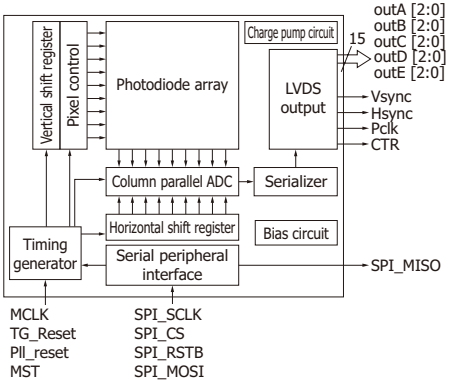 Vertical shift register
Pixel control
Photodiode array
Charge pump circuit
LVDS
output
15
outA [2:0]
outB [2:0]
outC [2:0]
outD [2:0]
outE [2:0]
Vsync
Hsync
Pclk
CTR
Column parallel ADC
Serializer
Horizontal shift register
Bias circuit
Timing
generator
Serial peripheral
interface
SPI_MISO
MCLK
TG_Reset
Pll_reset
MST
SPI_SCLK
SPI_CS
SPI_RSTB
SPI_MOSI